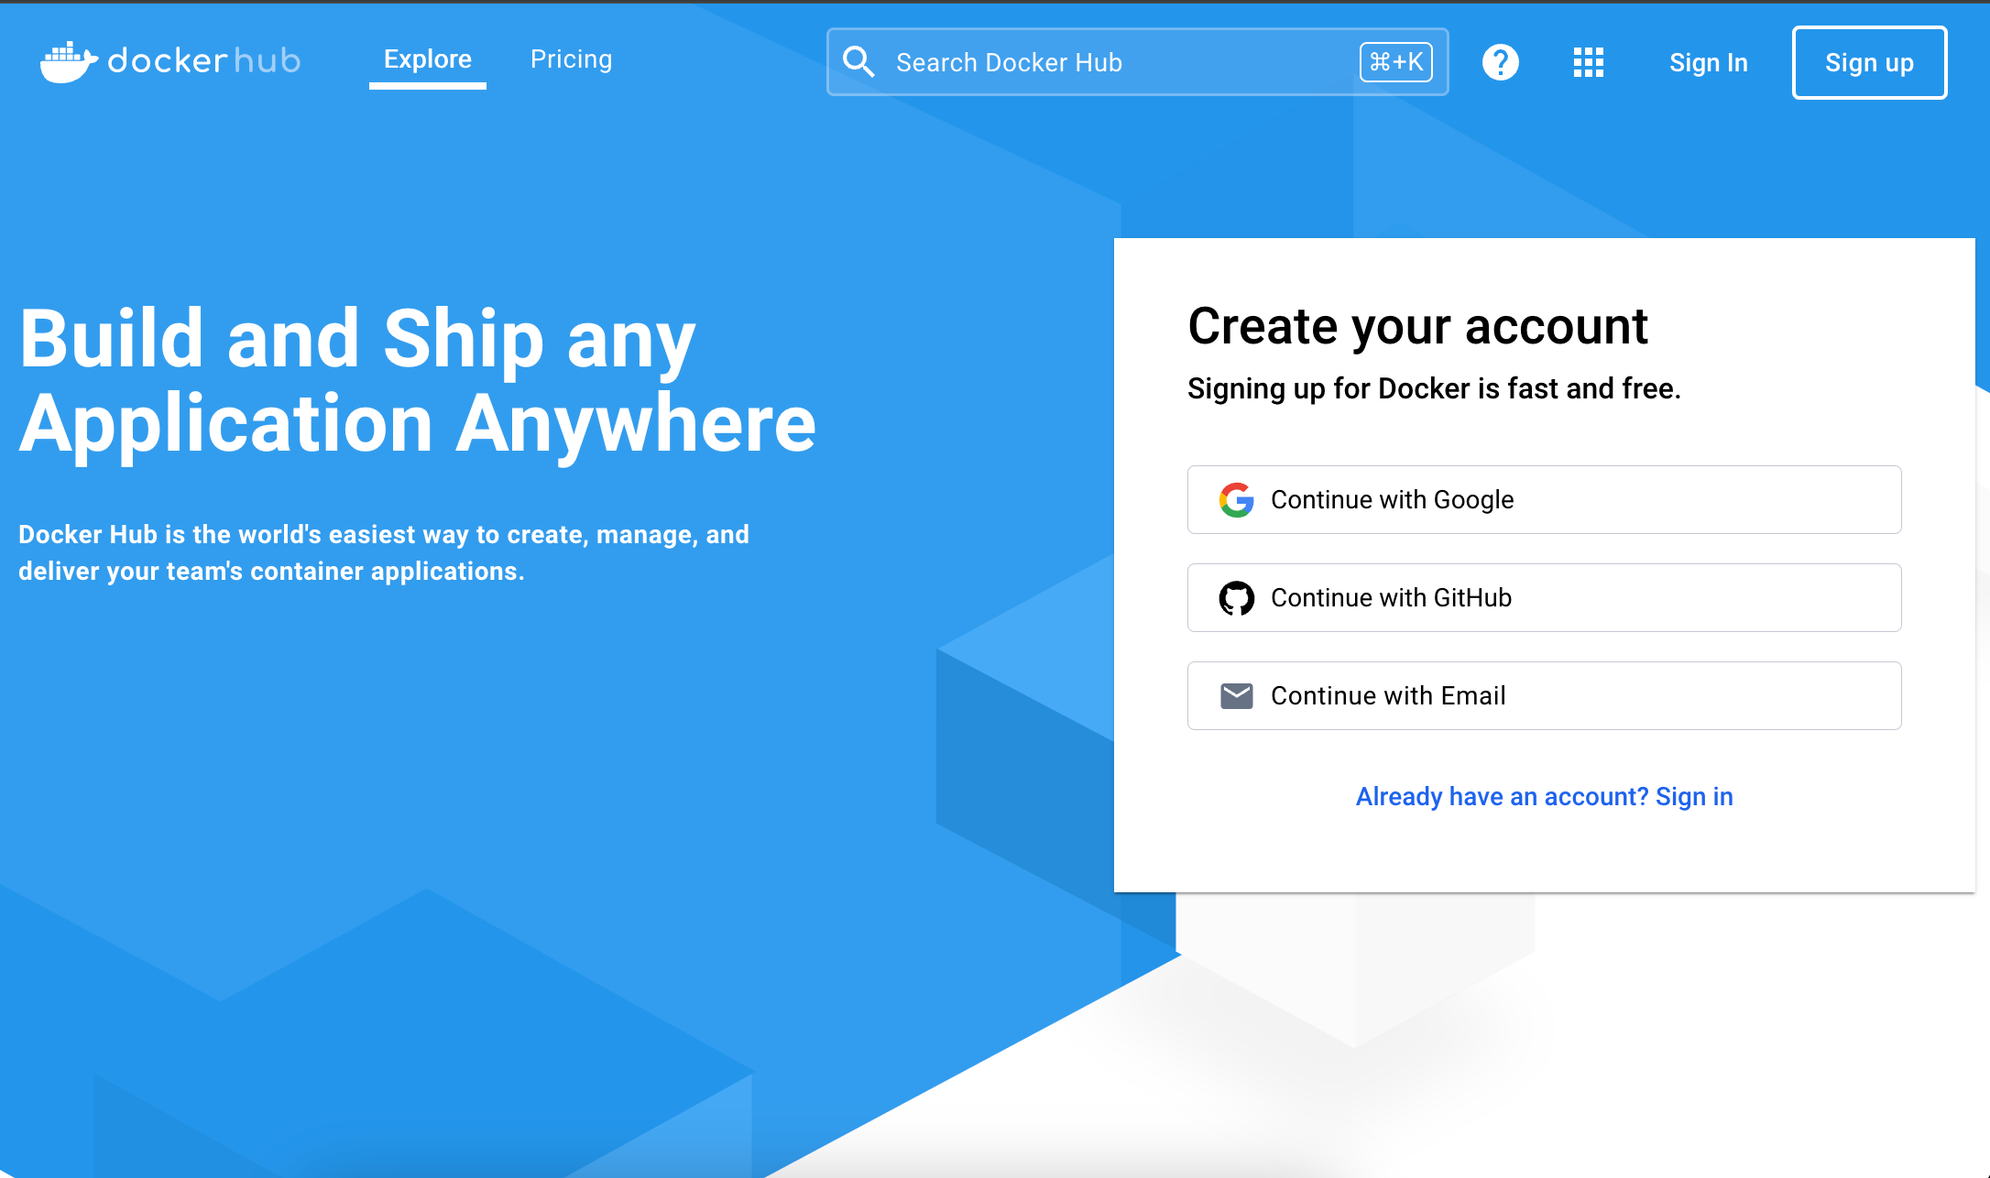 dockerhub
Explore
Pricing
Search Docker Hub
⌘+K
?
Sign In
Sign up
Build and Ship any
Application Anywhere
Docker Hub is the world's easiest way to create, manage, and
deliver your team's container applications.
Create your account
Signing up for Docker is fast and free.
Continue with Google
Continue with GitHub
Continue with Email
Already have an account? Sign in